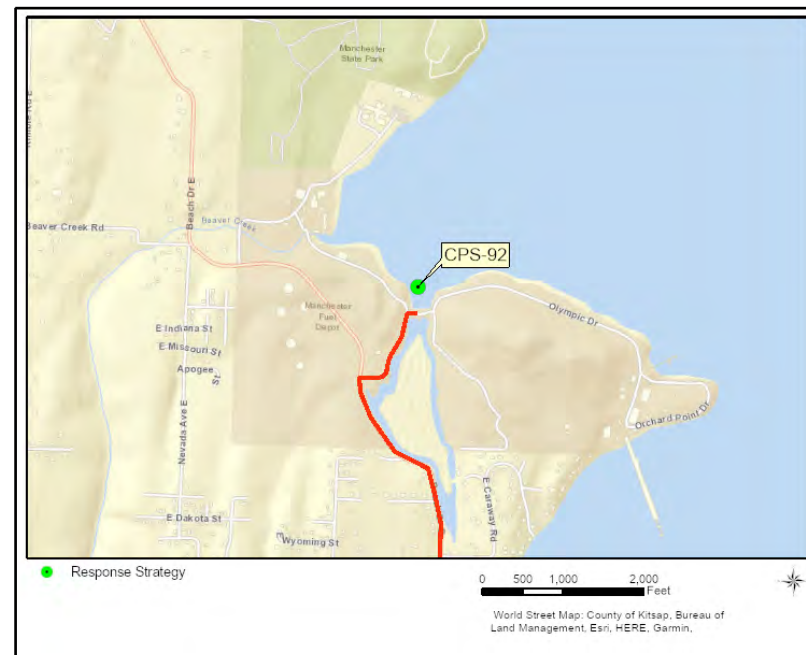 Manchester
State Park
Beach Dr E
Beaver Creek
Beaver Creek Rd
CPS-92
Olympic Dr
Manchester
Fuel
Depot
E Indiana St
E Missouri St
Apogee
St
Nevada Ave E
Orchard Point Dr
E Caraway Rd
E Dakota St
Wyoming St
Response Strategy
0 500 1,000 2,000
Feet
World Street Map: County of Kitsap, Bureau of
Land Management, Esri, HERE, Garmin,